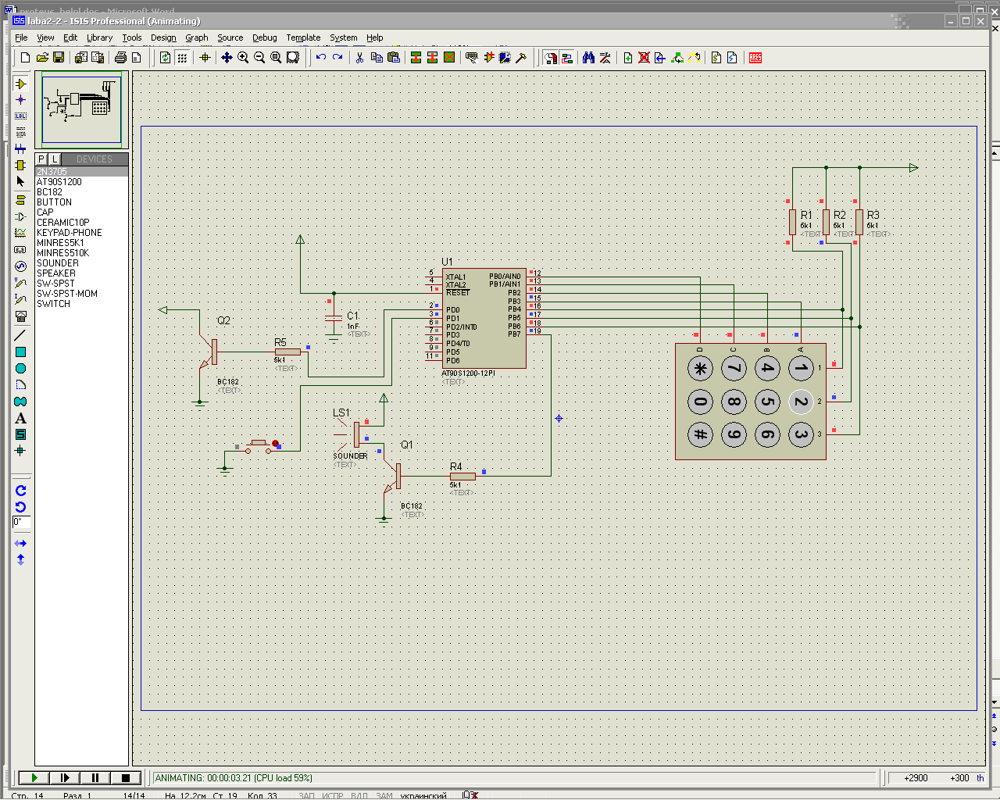 proteus_helpl.doc - Microsoft Word
laba2-2 - ISIS Professional (Animating)
File View Edit Library Tools Design Graph Source Debug Template System Help
P L DEVICES
2N3705
AT90S1200
BC182
BUTTON
CAP
CERAMIC10P
KEYPAD-PHONE
MINRES5K1
MINRES510K
SOUNDER
SPEAKER
SW-SPST
SW-SPST-MOM
SWITCH
LBL
A
0°
ARES
R1
5k1
<TEXT>
R2
5k1
<TEXT>
R3
5k1
<TEXT>
U1
5 XTAL1
4 XTAL2
1 RESET
2 PD0
3 PD1
6 PD2/INT0
7 PD3
8 PD4/T0
9 PD5
11 PD6
PB0/AIN0 12
PB1/AIN1 13
PB2 14
PB3 15
PB4 16
PB5 17
PB6 18
PB7 19
AT90S1200-12PI
<TEXT>
C1
1nF
<TEXT>
Q2
BC182
<TEXT>
R5
5k1
<TEXT>
LS1
SOUNDER
<TEXT>
Q1
BC182
<TEXT>
R4
5k1
<TEXT>
D C B A
* 7 4 1 1
0 8 5 2 2
# 9 6 3 3
ANIMATING: 00:00:03.21 (CPU load 59%)
+2900 +300 th
Стр. 14 Разд 1 14/14 На 12,2см Ст 19 Кол 33 ЗАП ИСПР ВДЛ ЗАМ украинский